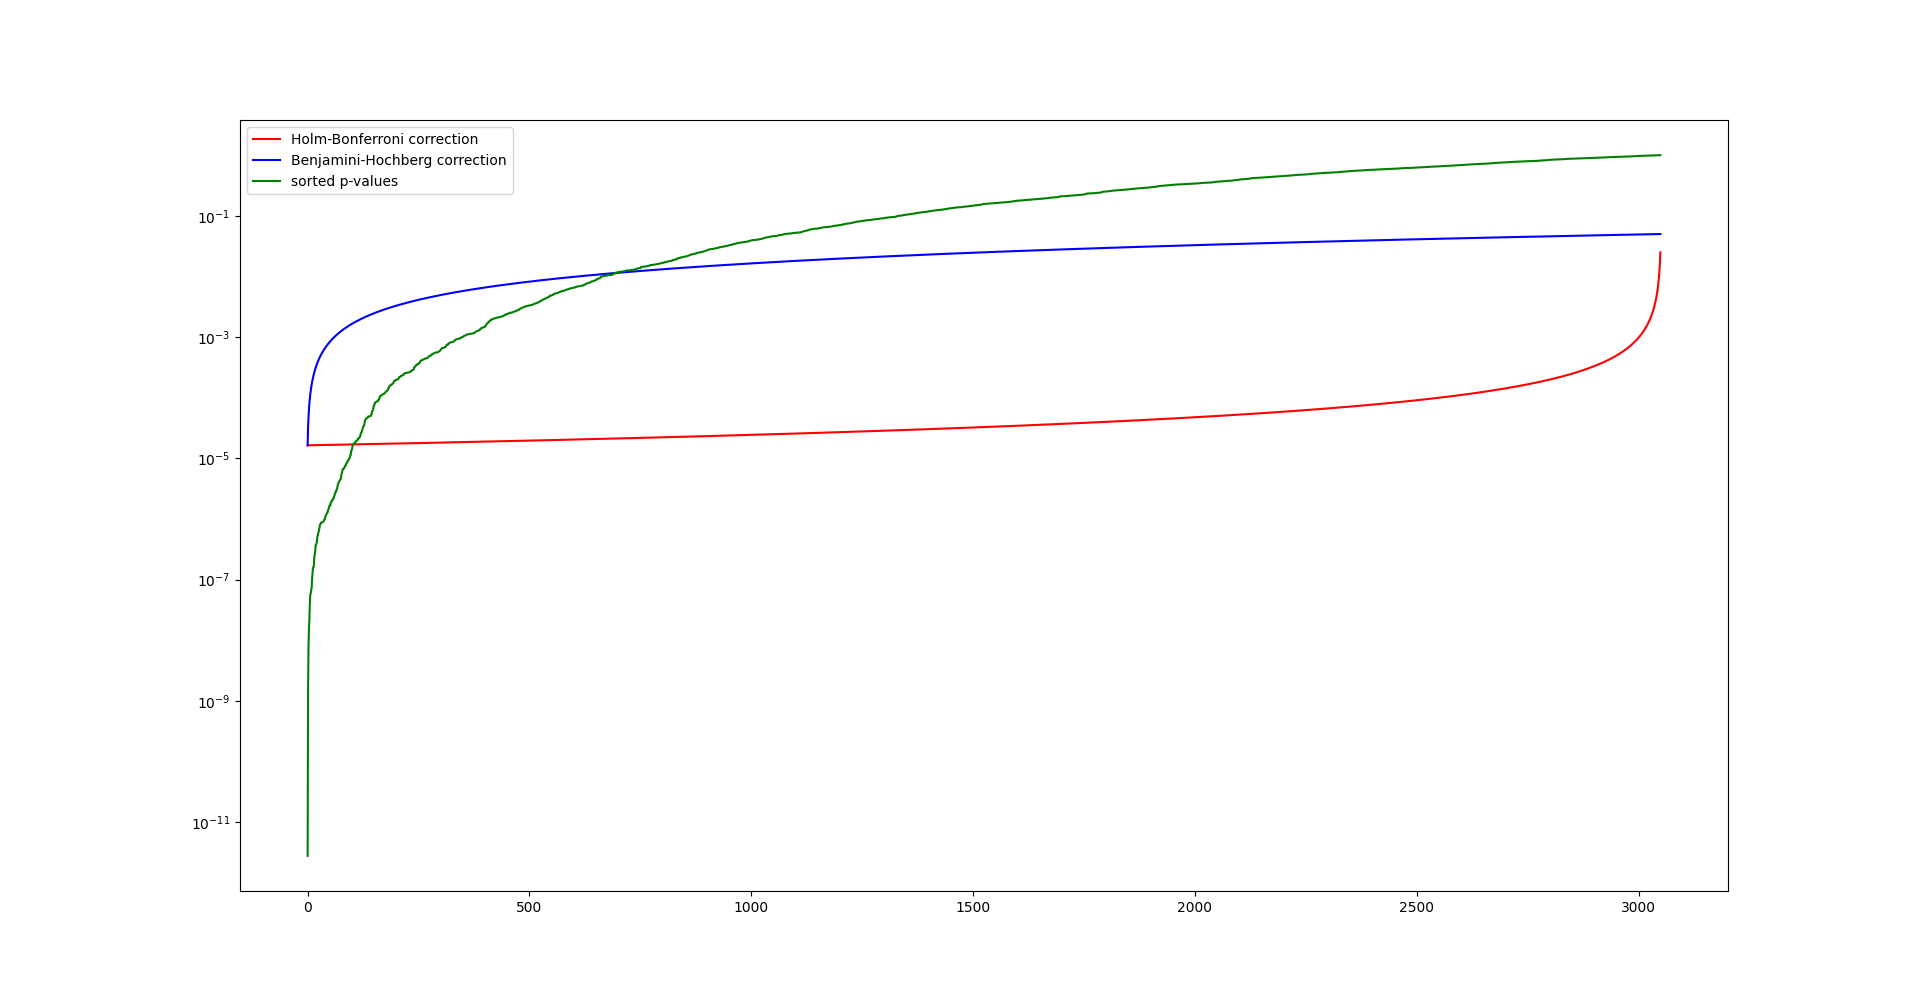 Holm-Bonferroni correction
Benjamini-Hochberg correction
sorted p-values
10⁻¹
10⁻³
10⁻⁵
10⁻⁷
10⁻⁹
10⁻¹¹
0 500 1000 1500 2000 2500 3000